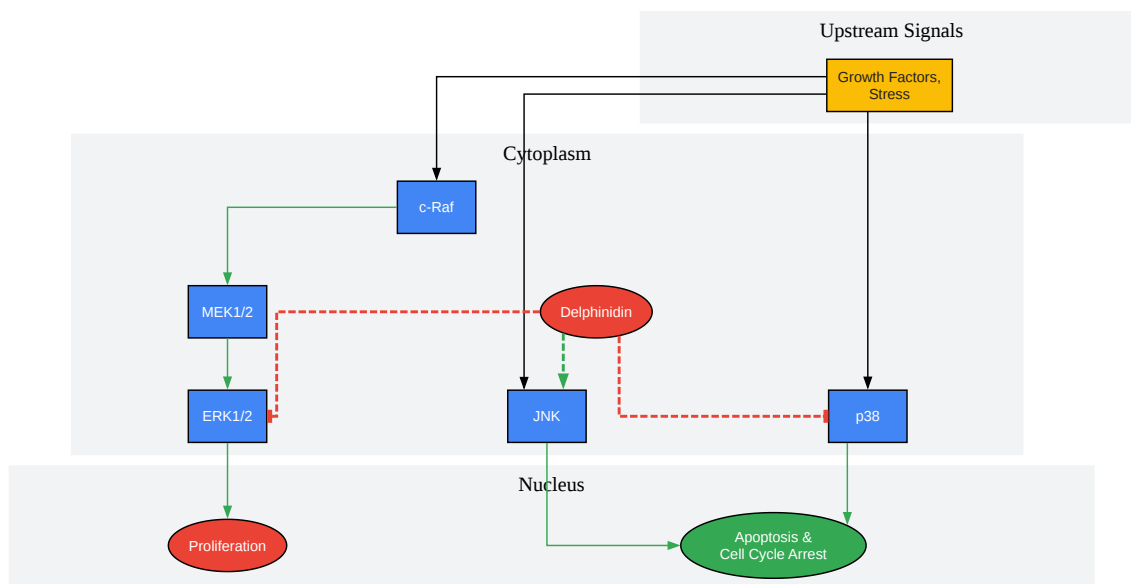 Upstream Signals
Growth Factors,
Stress
Cytoplasm
c-Raf
MEK1/2
Delphinidin
ERK1/2
JNK
p38
Nucleus
Proliferation
Apoptosis &
Cell Cycle Arrest